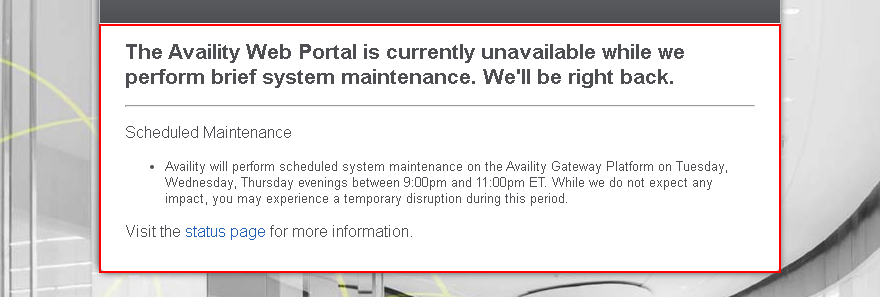 The Availity Web Portal is currently unavailable while we
perform brief system maintenance. We'll be right back.
Scheduled Maintenance
• Availity will perform scheduled system maintenance on the Availity Gateway Platform on Tuesday,
Wednesday, Thursday evenings between 9:00pm and 11:00pm ET. While we do not expect any
impact, you may experience a temporary disruption during this period.
Visit the status page for more information.